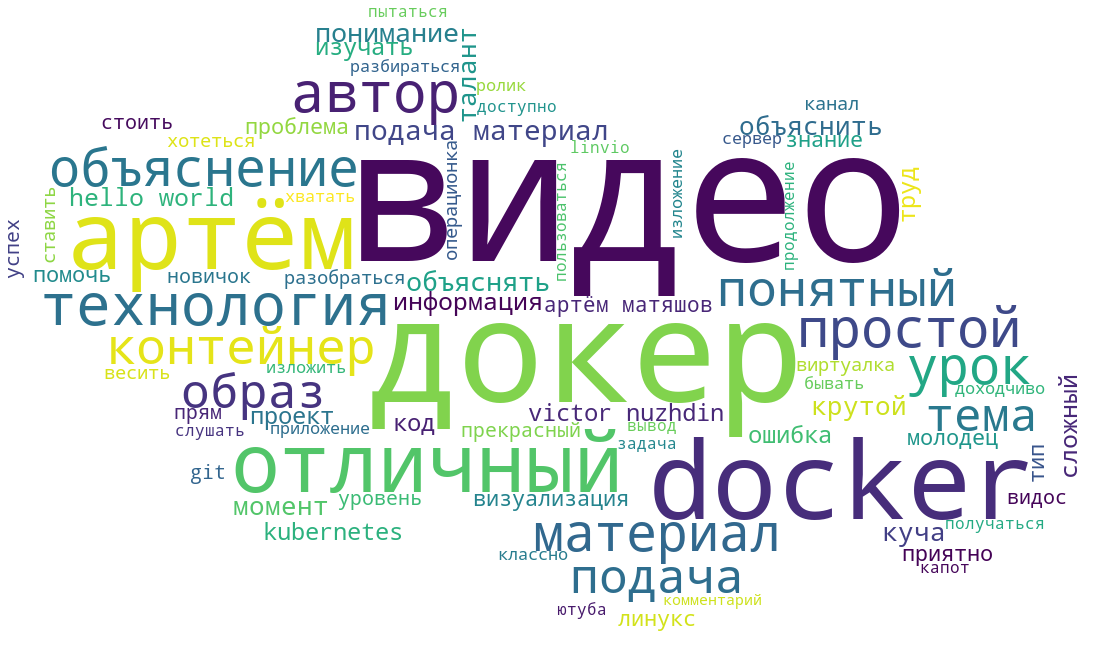 пытаться
понимание
изучать
талант
разбираться
автор
ролик
доступно
канал
стоить
проблема
подача материал
объяснить
хотеться
linvio
сервер
знание
объяснение
видео
операционка
пользоваться
изложение
продолжение
труд
hello world
хватать
ставить
артём
успех
помочь
новичок
разобраться
объяснять
понятный
технология
информация
артём матяшов
простой
докер
контейнер
изложить
виртуалка
урок
весить
бывать
доходчиво
образ
сложный
прям
проект
код
victor nuzhdin
крутой
тема
слушать
приложение
прекрасный
вывод
задача
ошибка
молодец
отличный
docker
тип
git
момент
уровень
визуализация
видос
kubernetes
материал
куча
получаться
классно
приятно
подача
капот
ютуба
комментарий
линукс